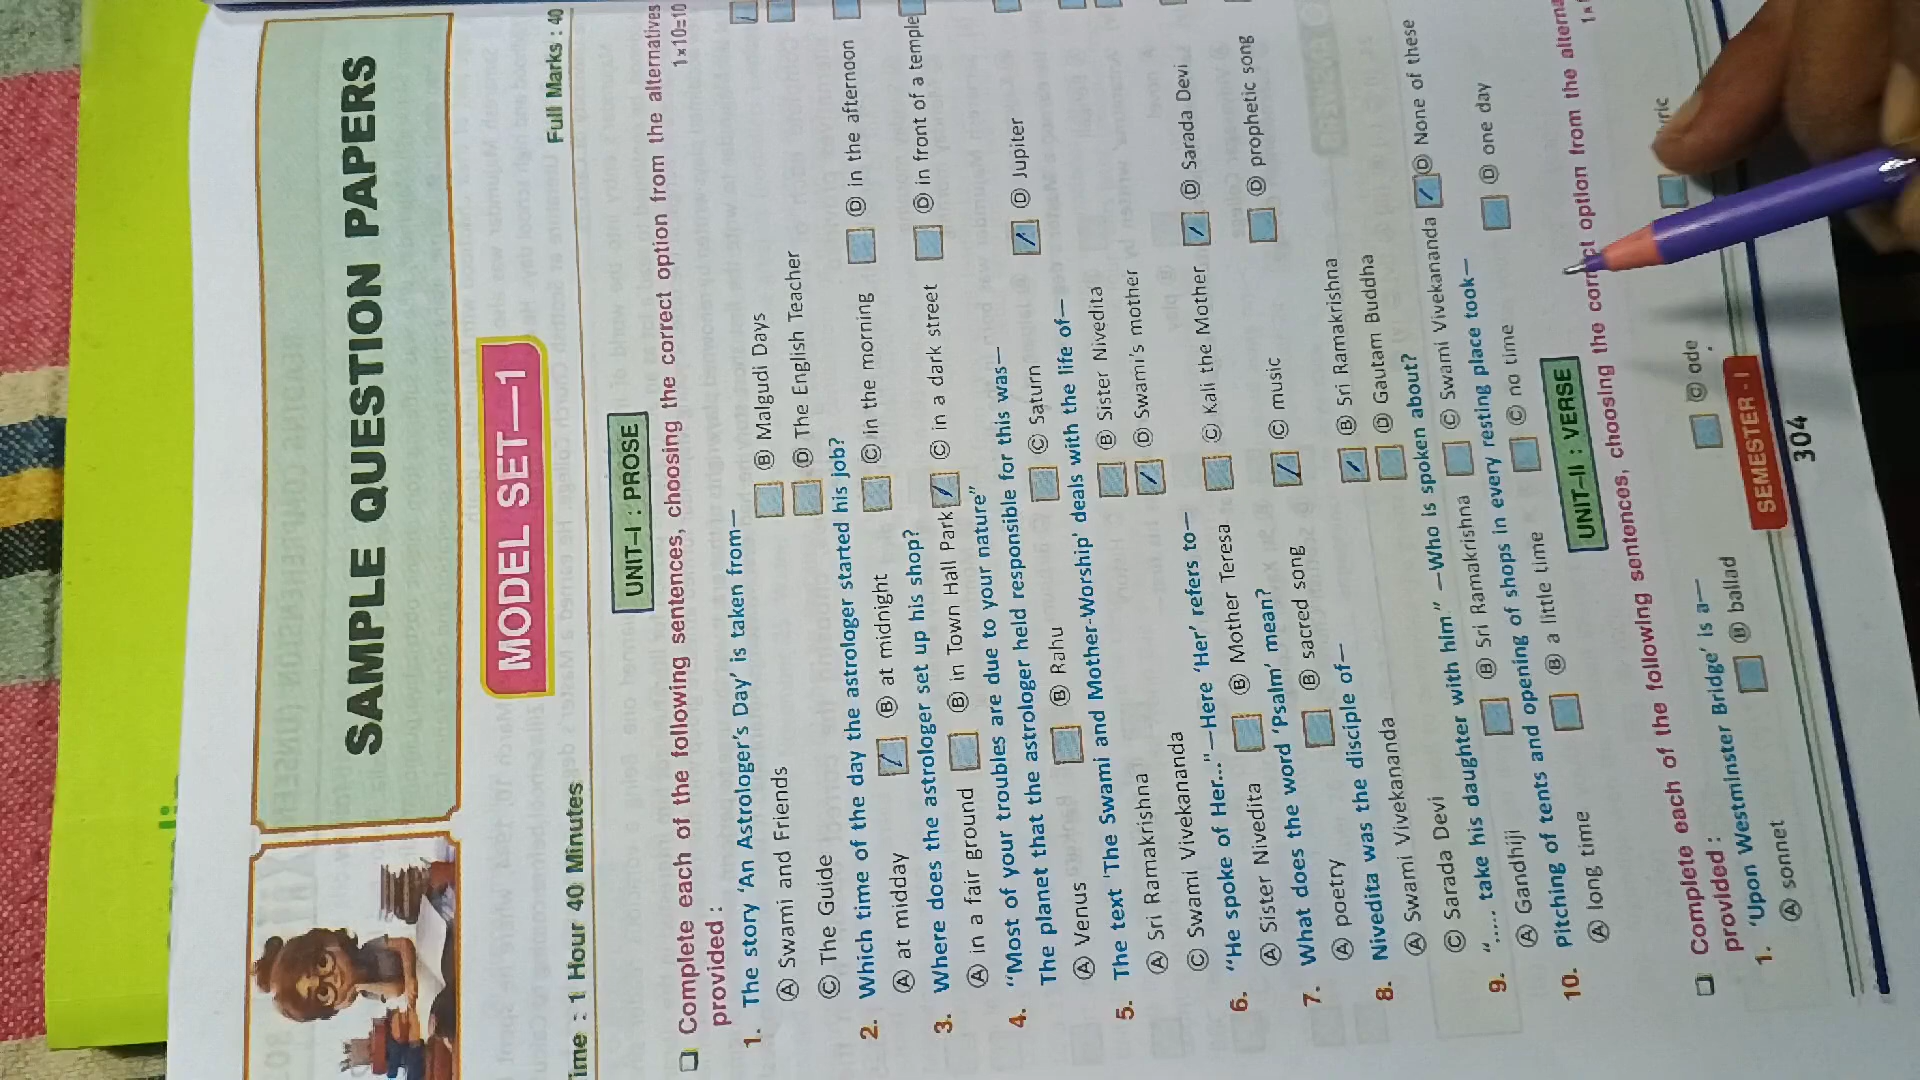 SAMPLE QUESTION PAPERS
MODEL SET—1
ime : 1 Hour 40 Minutes Full Marks : 40
UNIT–I : PROSE
❑ Complete each of the following sentences, choosing the correct option from the alternatives
provided : 1×10=10
1. The story 'An Astrologer's Day' is taken from—
Ⓐ Swami and Friends Ⓑ Malgudi Days
Ⓒ The Guide Ⓓ The English Teacher
2. Which time of the day the astrologer started his job?
Ⓐ at midday Ⓑ at midnight Ⓒ in the morning Ⓓ in the afternoon
3. Where does the astrologer set up his shop?
Ⓐ in a fair ground Ⓑ in Town Hall Park Ⓒ in a dark street Ⓓ in front of a temple
4. "Most of your troubles are due to your nature"
The planet that the astrologer held responsible for this was—
Ⓐ Venus Ⓑ Rahu Ⓒ Saturn Ⓓ Jupiter
5. The text 'The Swami and Mother-Worship' deals with the life of—
Ⓐ Sri Ramakrishna Ⓑ Sister Nivedita
Ⓒ Swami Vivekananda Ⓓ Swami's mother
6. "He spoke of Her..."—Here 'Her' refers to—
Ⓐ Sister Nivedita Ⓑ Mother Teresa Ⓒ Kali the Mother Ⓓ Sarada Devi
7. What does the word 'Psalm' mean?
Ⓐ poetry Ⓑ sacred song Ⓒ music Ⓓ prophetic song
8. Nivedita was the disciple of—
Ⓐ Swami Vivekananda Ⓑ Sri Ramakrishna
Ⓒ Sarada Devi Ⓓ Gautam Buddha
9. "..... take his daughter with him." —Who is spoken about?
Ⓐ Gandhiji Ⓑ Sri Ramakrishna Ⓒ Swami Vivekananda Ⓓ None of these
10. Pitching of tents and opening of shops in every resting place took—
Ⓐ long time Ⓑ a little time Ⓒ no time Ⓓ one day
UNIT–II : VERSE
❑ Complete each of the following sentences, choosing the correct option from the alterna
provided :
1. 'Upon Westminster Bridge' is a—
Ⓐ sonnet Ⓑ ballad Ⓒ ode
SEMESTER - I
304